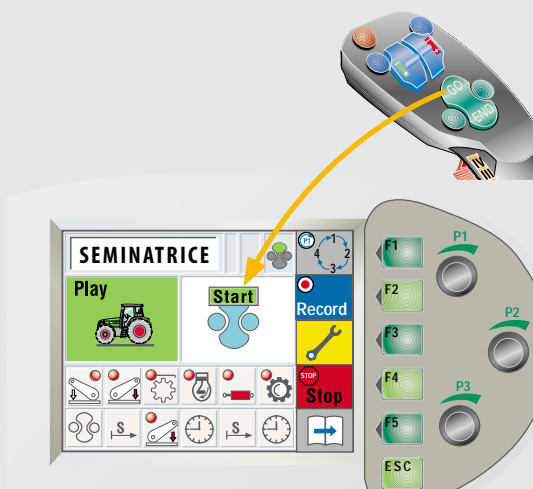 GO
END
SEMINATRICE
P1
1
2
3
4
Play
Start
Record
STOP
Stop
S
S
F1
F2
F3
F4
F5
ESC
P1
P2
P3